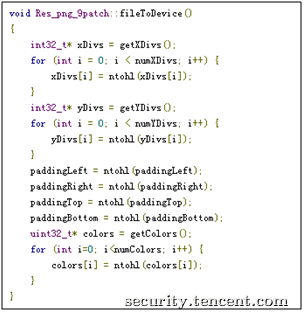 void Res_png_9patch::fileToDevice()
{
    int32_t* xDivs = getXDivs();
    for (int i = 0; i < numXDivs; i++) {
        xDivs[i] = ntohl(xDivs[i]);
    }
    int32_t* yDivs = getYDivs();
    for (int i = 0; i < numYDivs; i++) {
        yDivs[i] = ntohl(yDivs[i]);
    }
    paddingLeft = ntohl(paddingLeft);
    paddingRight = ntohl(paddingRight);
    paddingTop = ntohl(paddingTop);
    paddingBottom = ntohl(paddingBottom);
    uint32_t* colors = getColors();
    for (int i=0; i<numColors; i++) {
        colors[i] = ntohl(colors[i]);
    }
}
security.tencent.com